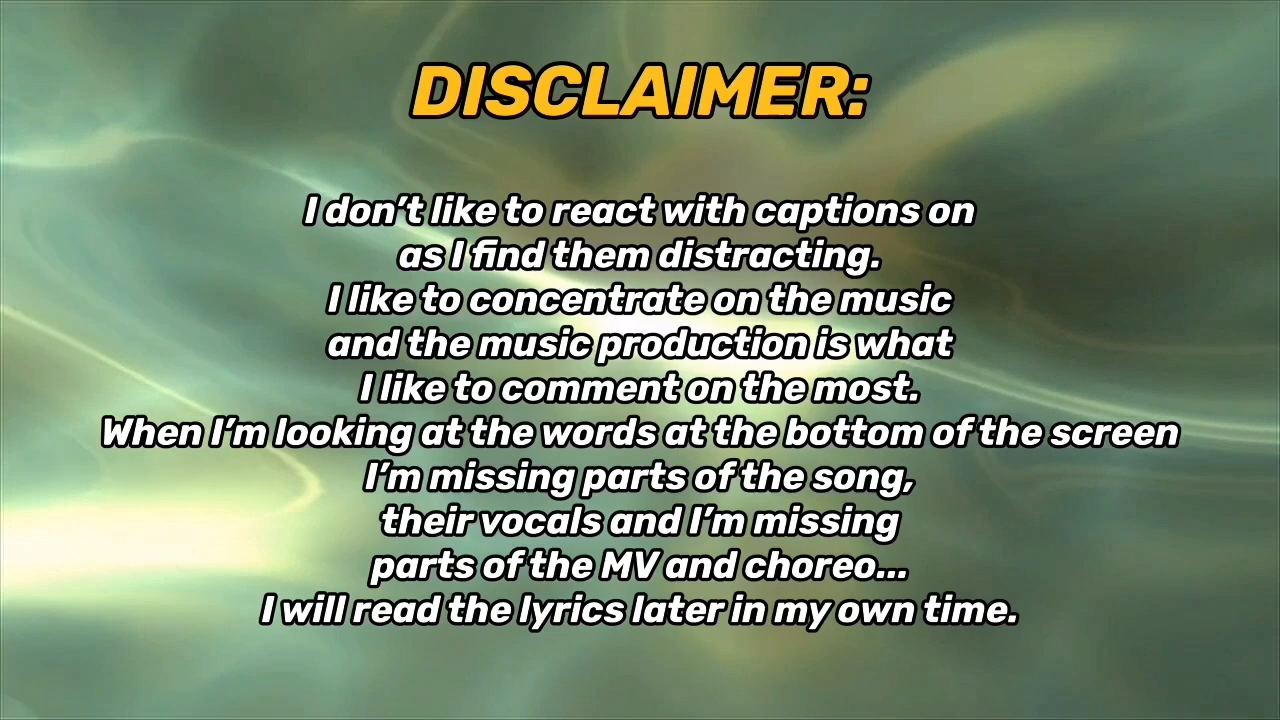 DISCLAIMER:
I don’t like to react with captions on
as I find them distracting.
I like to concentrate on the music
and the music production is what
I like to comment on the most.
When I’m looking at the words at the bottom of the screen
I’m missing parts of the song,
their vocals and I’m missing
parts of the MV and choreo...
I will read the lyrics later in my own time.